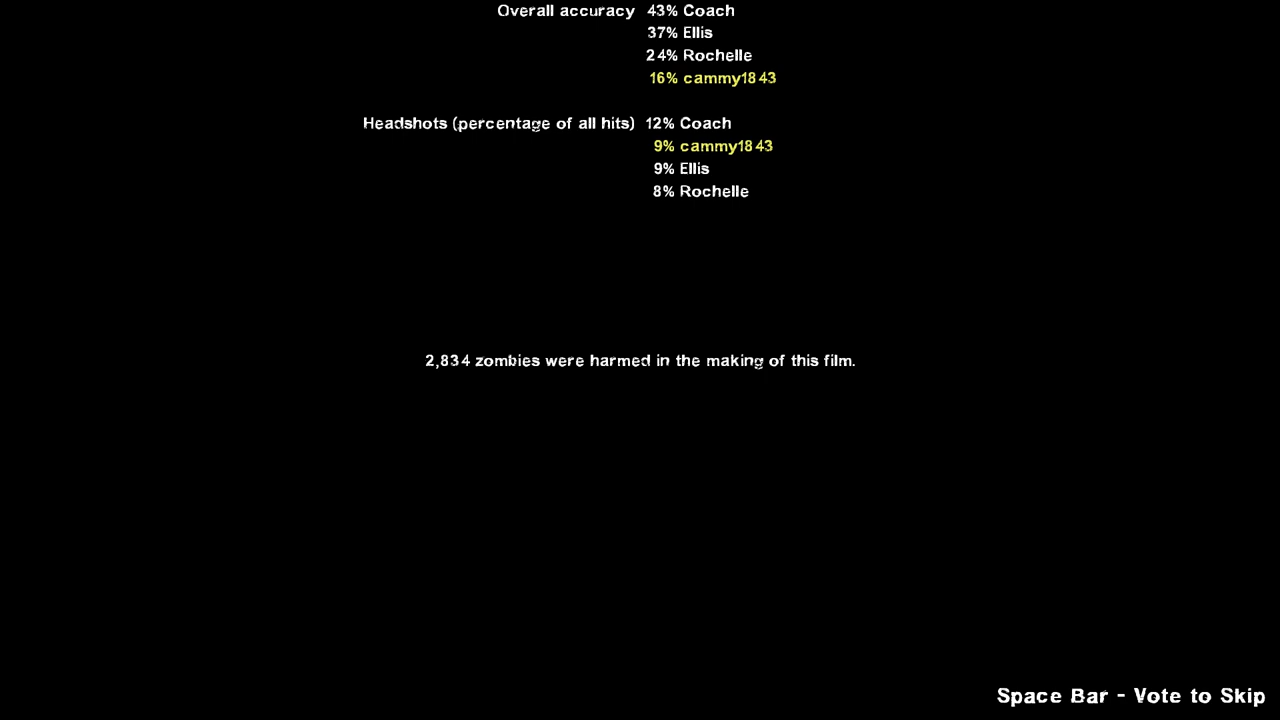 Overall accuracy 43% Coach
37% Ellis
24% Rochelle
16% cammy1843
Headshots (percentage of all hits) 12% Coach
9% cammy1843
9% Ellis
8% Rochelle
2,834 zombies were harmed in the making of this film.
Space Bar - Vote to Skip